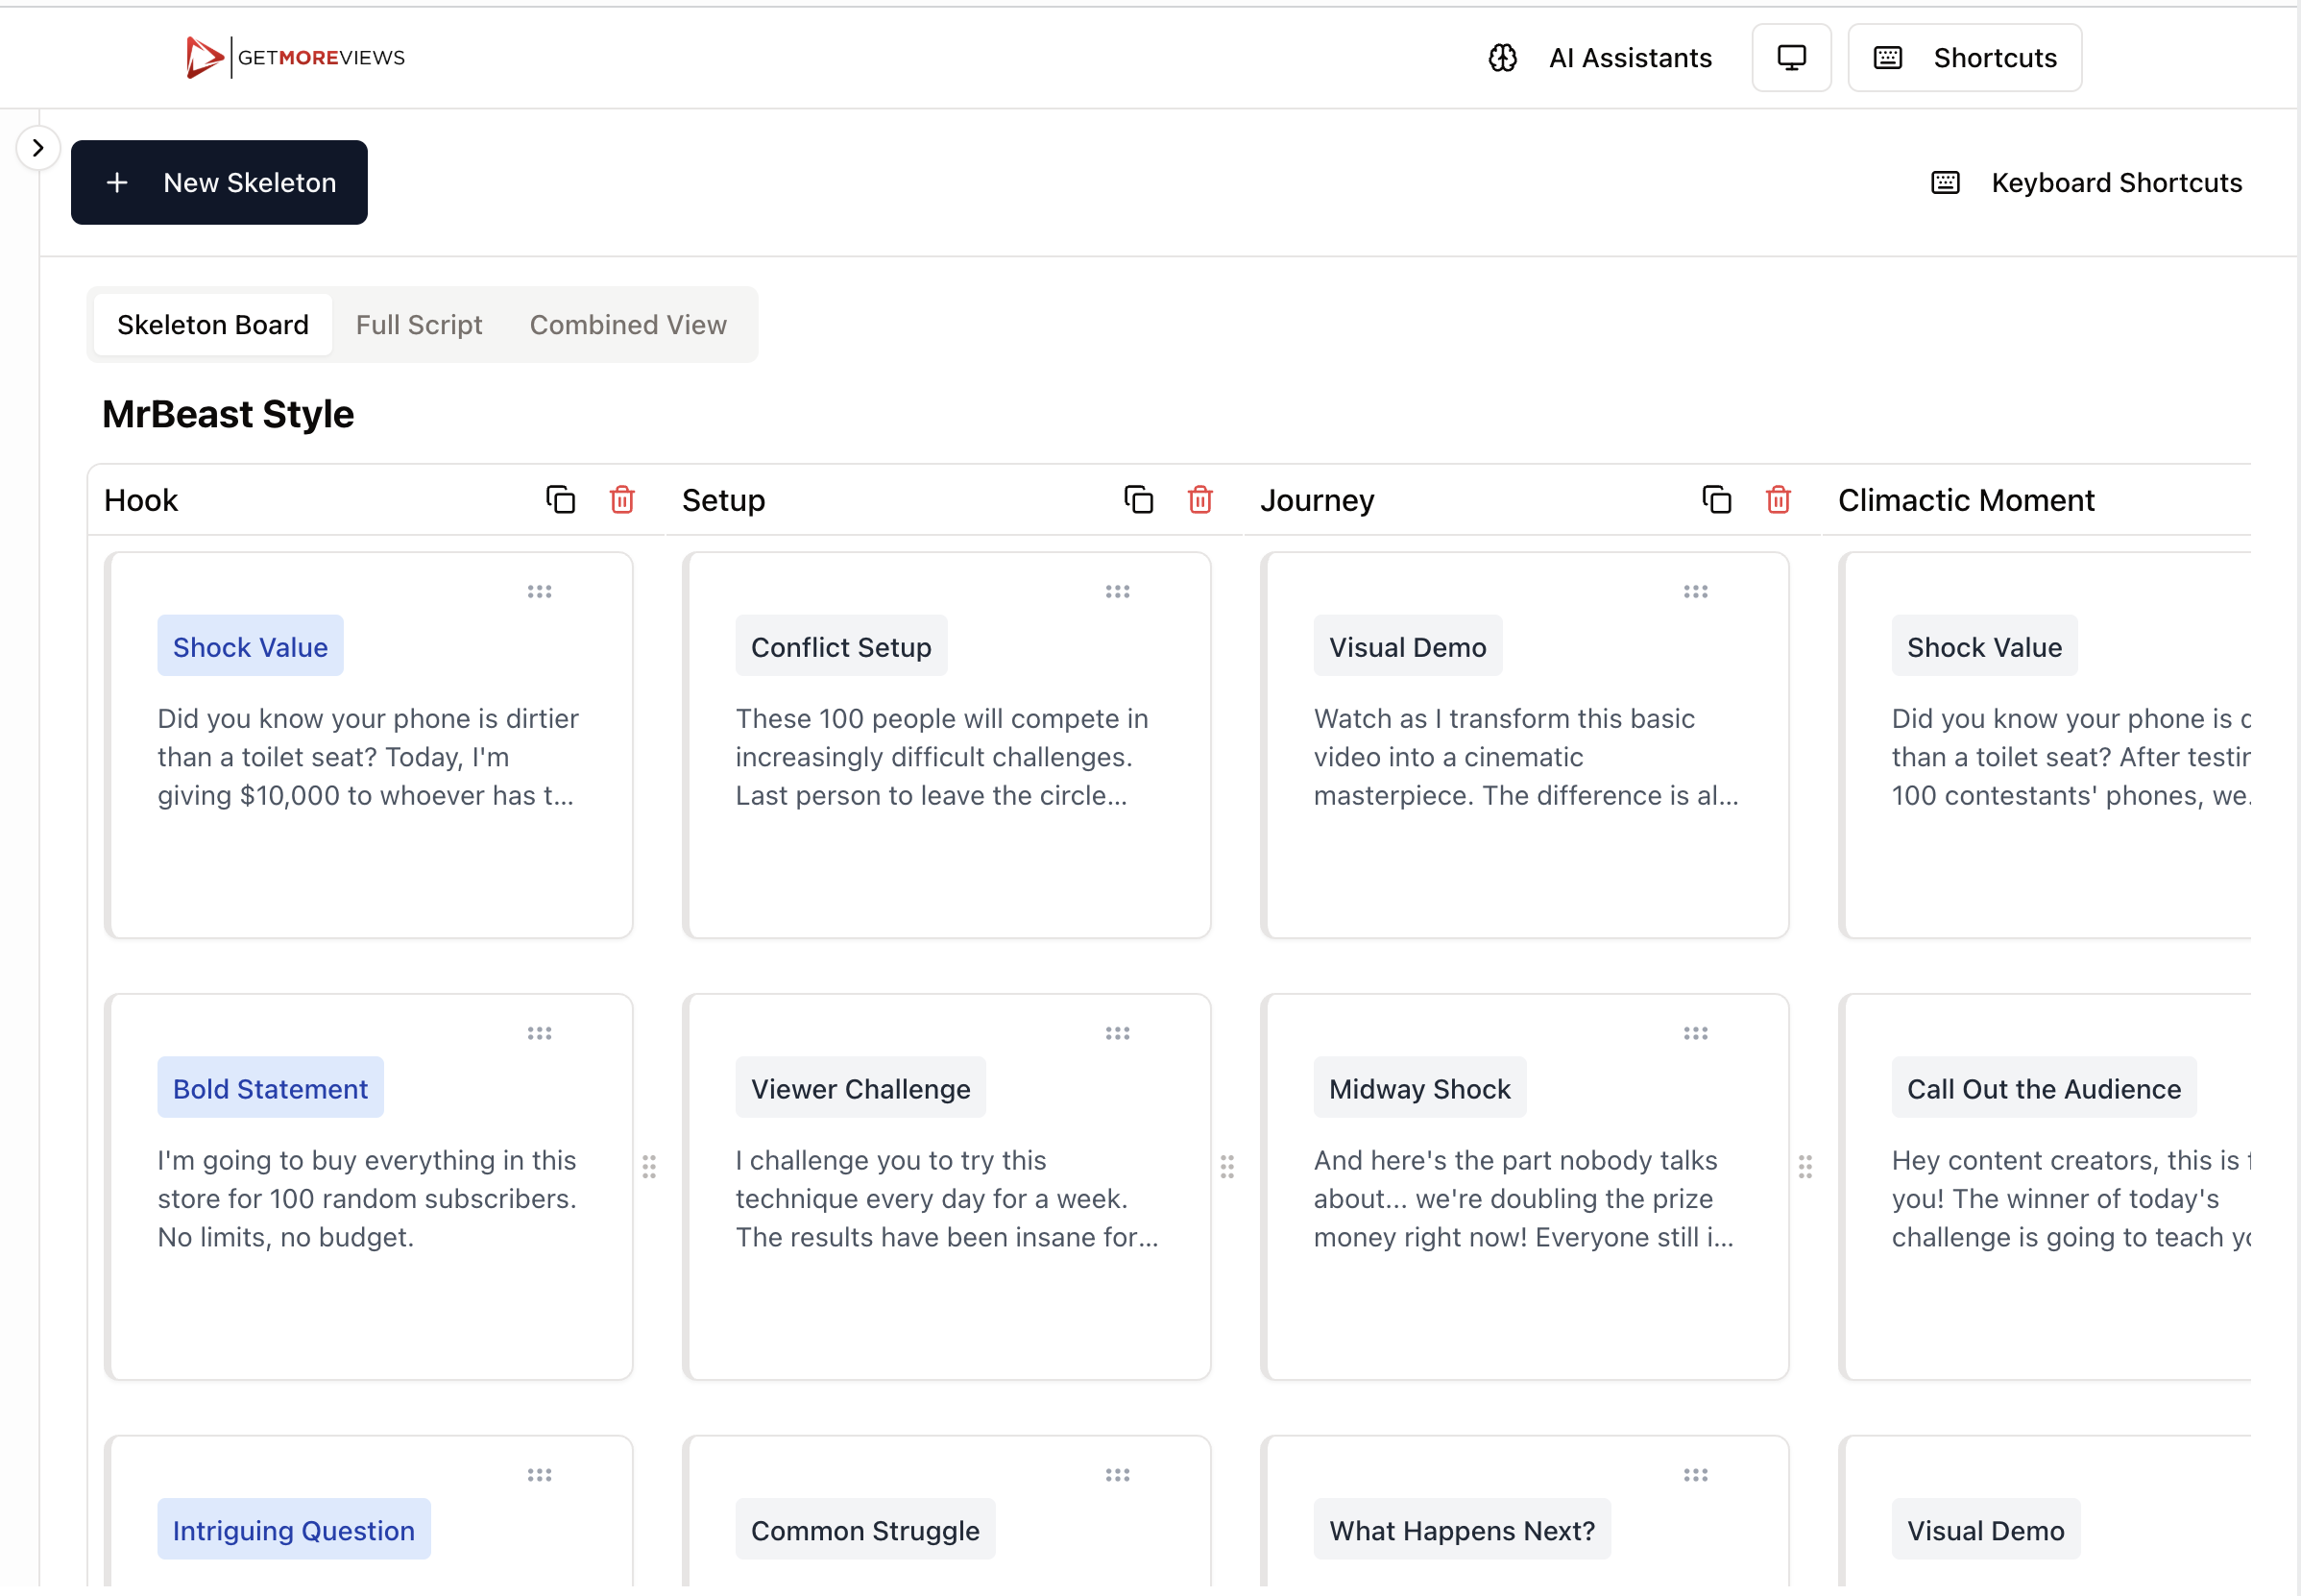 GETMOREVIEWS
AI Assistants
Shortcuts
New Skeleton
Keyboard Shortcuts
Skeleton Board
Full Script
Combined View
MrBeast Style
Hook
Setup
Journey
Climactic Moment
Shock Value
Did you know your phone is dirtier
than a toilet seat? Today, I'm
giving $10,000 to whoever has t...
Conflict Setup
These 100 people will compete in
increasingly difficult challenges.
Last person to leave the circle...
Visual Demo
Watch as I transform this basic
video into a cinematic
masterpiece. The difference is al...
Shock Value
Did you know your phone is
than a toilet seat? After
100 contestants' phones, we.
Bold Statement
I'm going to buy everything in this
store for 100 random subscribers.
No limits, no budget.
Viewer Challenge
I challenge you to try this
technique every day for a week.
The results have been insane for...
Midway Shock
And here's the part nobody talks
about... we're doubling the prize
money right now! Everyone still i...
Call Out the Audience
Hey content creators, this is
you! The winner of today's
challenge is going to teach
Intriguing Question
Common Struggle
What Happens Next?
Visual Demo